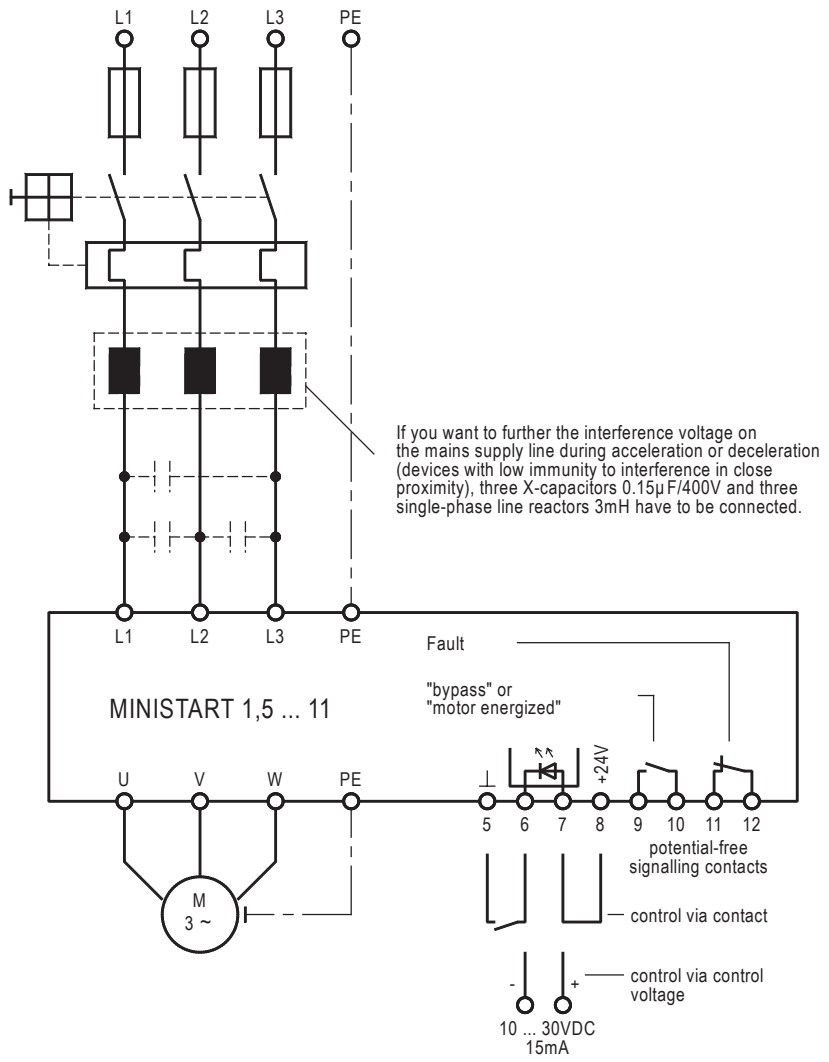 L1 L2 L3 PE
If you want to further the interference voltage on
the mains supply line during acceleration or deceleration
(devices with low immunity to interference in close
proximity), three X-capacitors 0.15µF/400V and three
single-phase line reactors 3mH have to be connected.
L1 L2 L3 PE
Fault
"bypass" or
"motor energized"
MINISTART 1,5 ... 11
U V W PE
⊥ +24V
5 6 7 8 9 10 11 12
potential-free
signalling contacts
M
3 ~
control via contact
- +
control via control
voltage
10 ... 30VDC
15mA